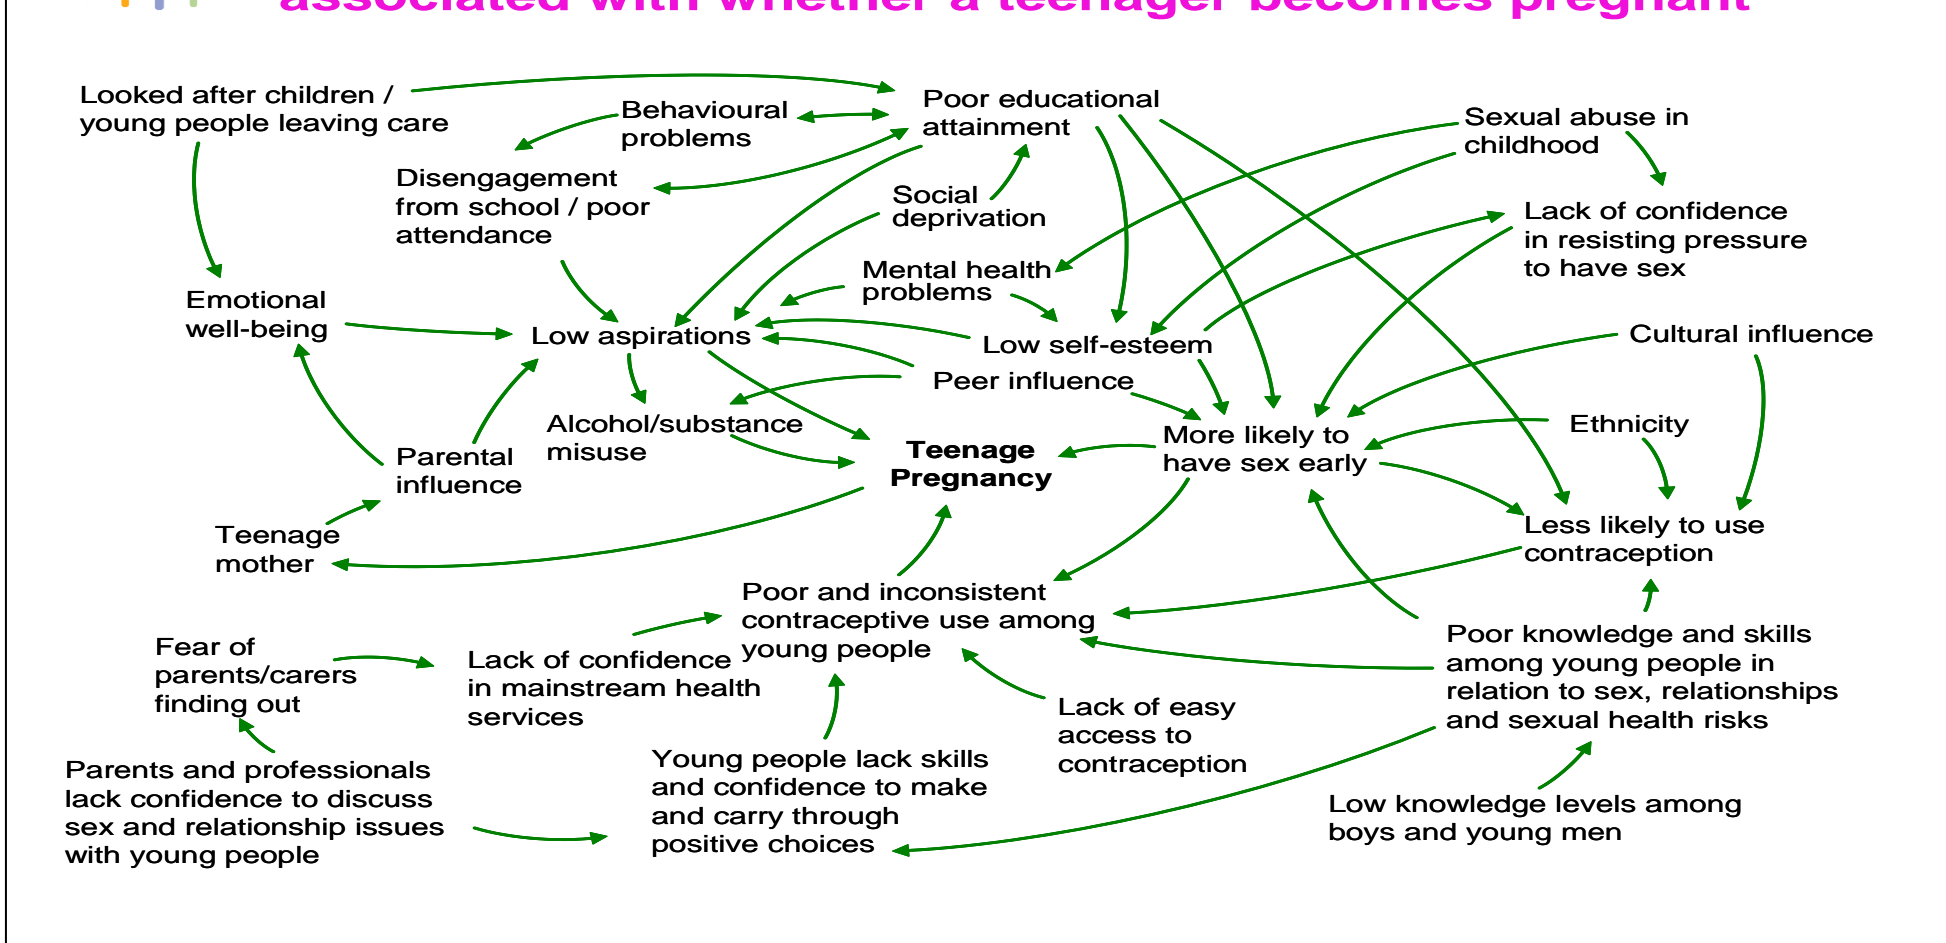 associated with whether a teenager becomes pregnant
Looked after children /
young people leaving care
Behavioural
problems
Poor educational
attainment
Sexual abuse in
childhood
Disengagement
from school / poor
attendance
Social
deprivation
Lack of confidence
in resisting pressure
to have sex
Mental health
problems
Emotional
well-being
Low aspirations
Low self-esteem
Cultural influence
Peer influence
Alcohol/substance
misuse
Ethnicity
Teenage
Pregnancy
More likely to
have sex early
Parental
influence
Teenage
mother
Less likely to use
contraception
Poor and inconsistent
contraceptive use among
young people
Fear of
parents/carers
finding out
Lack of confidence
in mainstream health
services
Poor knowledge and skills
among young people in
relation to sex, relationships
and sexual health risks
Lack of easy
access to
contraception
Young people lack skills
and confidence to make
and carry through
positive choices
Parents and professionals
lack confidence to discuss
sex and relationship issues
with young people
Low knowledge levels among
boys and young men